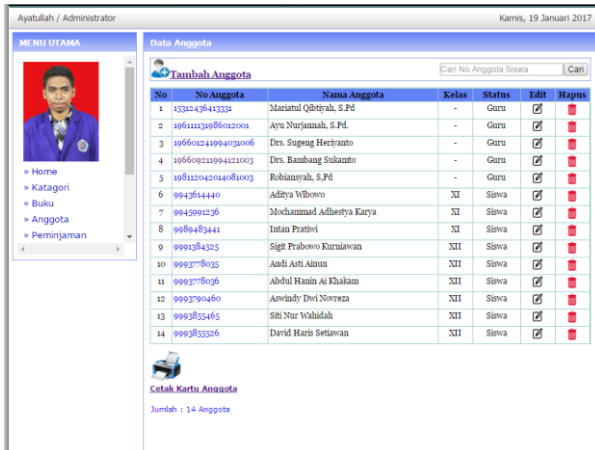 Ayatullah / Administrator
Kamis, 19 Januari 2017
MENU UTAMA
» Home
» Katagori
» Buku
» Anggota
» Peminjaman
Data Anggota
Tambah Anggota
Cari No Anggota Siswa Cari
No No Anggota Nama Anggota Kelas Status Edit Hapus
1 15312436413331 Mariatul Qibtiyah, S.Pd - Guru
2 196111131986012001 Ayu Nurjannah, S.Pd. - Guru
3 196601241994031006 Drs. Sugeng Heriyanto - Guru
4 196609211994121003 Drs. Bambang Sukamto - Guru
5 198112042014081003 Robiansyah, S,Pd - Guru
6 9943614440 Aditya Wibowo XI Siswa
7 9945991236 Mochammad Adhestya Karya XI Siswa
8 9989483441 Intan Pratiwi XI Siswa
9 9991384525 Sigit Prabowo Kurniawan XII Siswa
10 9993778035 Andi Asti Ainun XII Siswa
11 9993778036 Abdul Hanin Al Khakam XII Siswa
12 9993790460 Aswindy Dwi Novreza XII Siswa
13 9993855465 Siti Nur Wahidah XII Siswa
14 9993855526 David Haris Setiawan XII Siswa
Cetak Kartu Anggota
Jumlah : 14 Anggota